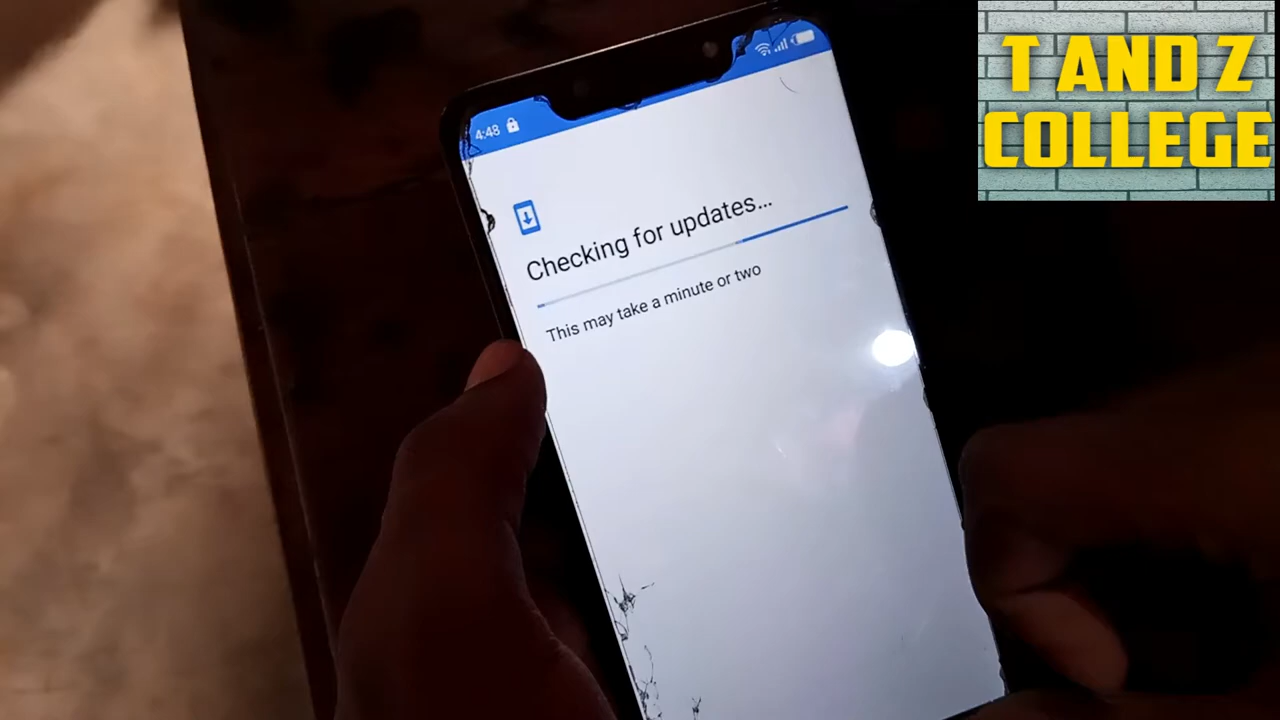 4:48
Checking for updates...
This may take a minute or two
T AND Z
COLLEGE